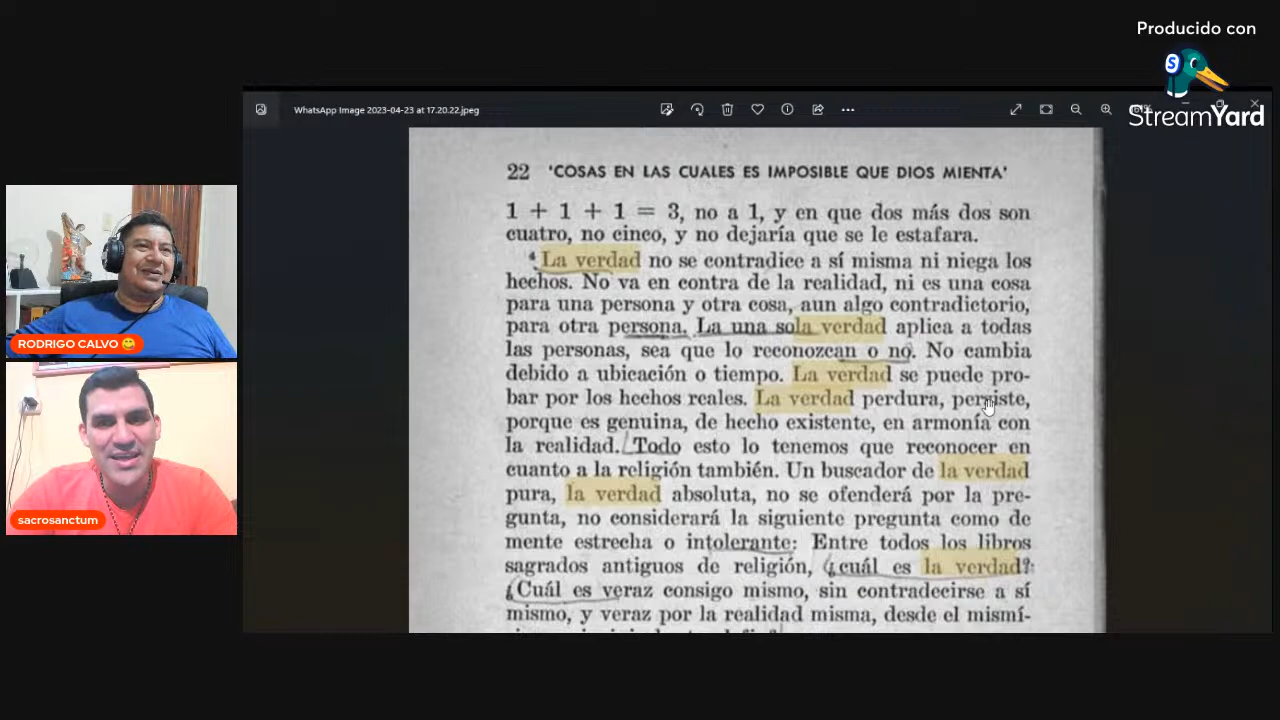 Producido con
StreamYard
WhatsApp Image 2023-04-23 at 17.20.22.jpeg
22 'COSAS EN LAS CUALES ES IMPOSIBLE QUE DIOS MIENTA'
1 + 1 + 1 = 3, no a 1, y en que dos más dos son
cuatro, no cinco, y no dejaría que se le estafara.
4 La verdad no se contradice a sí misma ni niega los
hechos. No va en contra de la realidad, ni es una cosa
para una persona y otra cosa, aun algo contradictorio,
para otra persona. La una sola verdad aplica a todas
las personas, sea que lo reconozcan o no. No cambia
debido a ubicación o tiempo. La verdad se puede pro-
bar por los hechos reales. La verdad perdura, persiste,
porque es genuina, de hecho existente, en armonía con
la realidad. Todo esto lo tenemos que reconocer en
cuanto a la religión también. Un buscador de la verdad
pura, la verdad absoluta, no se ofenderá por la pre-
gunta, no considerará la siguiente pregunta como de
mente estrecha o intolerante: Entre todos los libros
sagrados antiguos de religión, ¿cuál es la verdad?
¿Cuál es veraz consigo mismo, sin contradecirse a sí
mismo, y veraz por la realidad misma, desde el mismí-
RODRIGO CALVO 😋
sacrosanctum